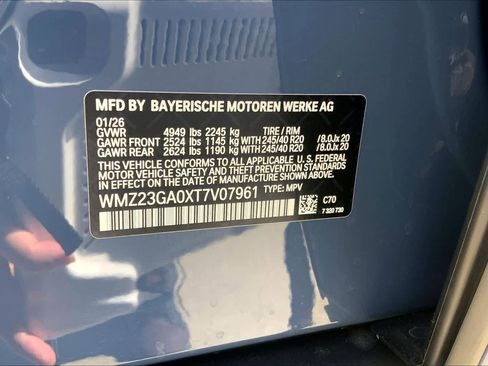 MFD BY BAYERISCHE MOTOREN WERKE AG
01/26
GVWR 4949 lbs 2245 kg TIRE / RIM
GAWR FRONT 2524 lbs 1145 kg WITH 245/40 R20 /8.0Jx 20
GAWR REAR 2624 lbs 1190 kg WITH 245/40 R20 /8.0Jx 20
THIS VEHICLE CONFORMS TO ALL APPLICABLE FEDERAL
MOTOR VEHICLE SAFETY, BUMPER, AND THEFT PREVENTION
STANDARDS IN EFFECT ON THE DATE OF
MANUFACTURE SHOWN ABOVE.
WMZ23GA0XT7V07961 TYPE: MPV
C70
7 320 730